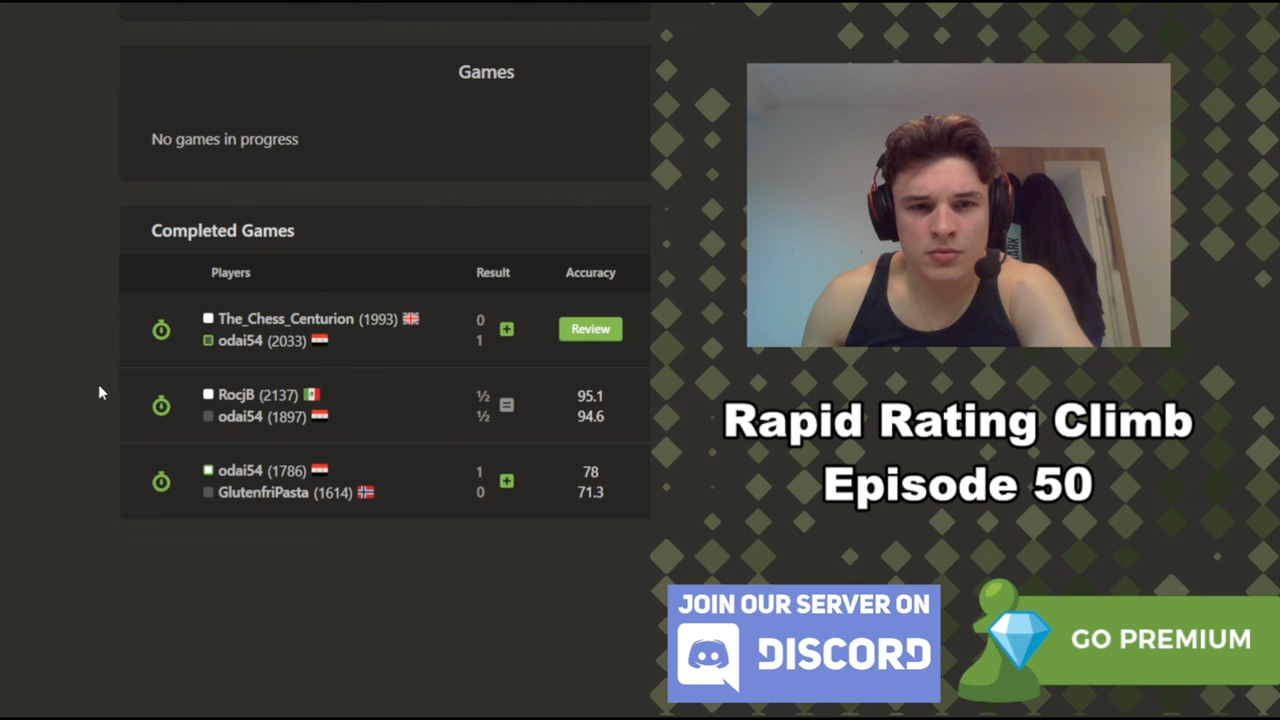 Games
No games in progress
Completed Games
Players Result Accuracy
The_Chess_Centurion (1993) 0
odai54 (2033) 1
Review
RocjB (2137) ½ 95.1
odai54 (1897) ½ 94.6
odai54 (1786) 1 78
GlutenfriPasta (1614) 0 71.3
Rapid Rating Climb
Episode 50
JOIN OUR SERVER ON
DISCORD
GO PREMIUM